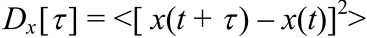 Dₓ[τ] = <[ x(t + τ) – x(t)]²>